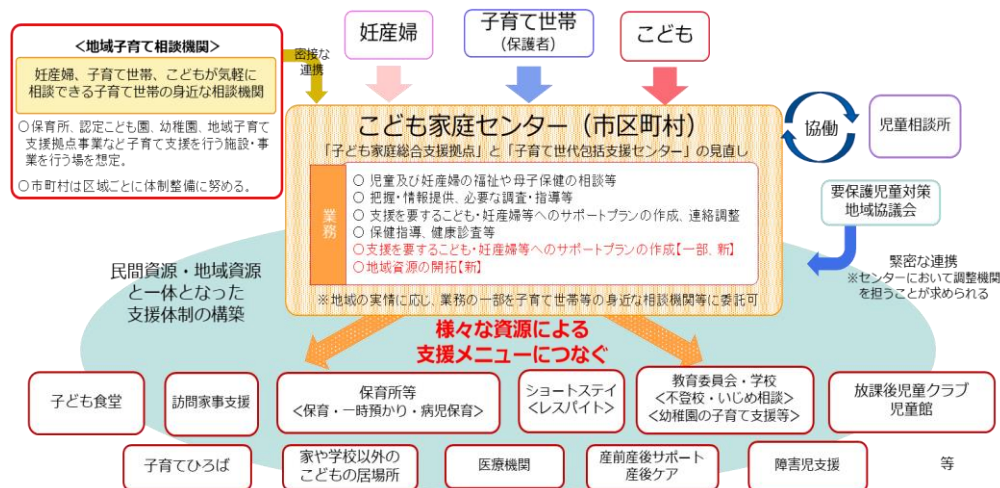 <地域子育て相談機関>
妊産婦、子育て世帯、こどもが気軽に
相談できる子育て世帯の身近な相談機関
○保育所、認定こども園、幼稚園、地域子育て
支援拠点事業など子育て支援を行う施設・事
業を行う場を想定。
○市町村は区域ごとに体制整備に努める。
密接な
連携
妊産婦
子育て世帯
(保護者)
こども
こども家庭センター（市区町村）
「子ども家庭総合支援拠点」と「子育て世代包括支援センター」の見直し
業務
○ 児童及び妊産婦の福祉や母子保健の相談等
○ 把握・情報提供、必要な調査・指導等
○ 支援を要するこども・妊産婦等へのサポートプランの作成、連絡調整
○ 保健指導、健康診査等
○支援を要するこども・妊産婦等へのサポートプランの作成【一部、新】
○地域資源の開拓【新】
※地域の実情に応じ、業務の一部を子育て世帯等の身近な相談機関等に委託可
協働
児童相談所
要保護児童対策
地域協議会
緊密な連携
※センターにおいて調整機関
を担うことが求められる
民間資源・地域資源
と一体となった
支援体制の構築
様々な資源による
支援メニューにつなぐ
子ども食堂
訪問家事支援
保育所等
<保育・一時預かり・病児保育>
ショートステイ
<レスパイト>
教育委員会・学校
<不登校・いじめ相談>
<幼稚園の子育て支援等>
放課後児童クラブ
児童館
子育てひろば
家や学校以外の
こどもの居場所
医療機関
産前産後サポート
産後ケア
障害児支援
等